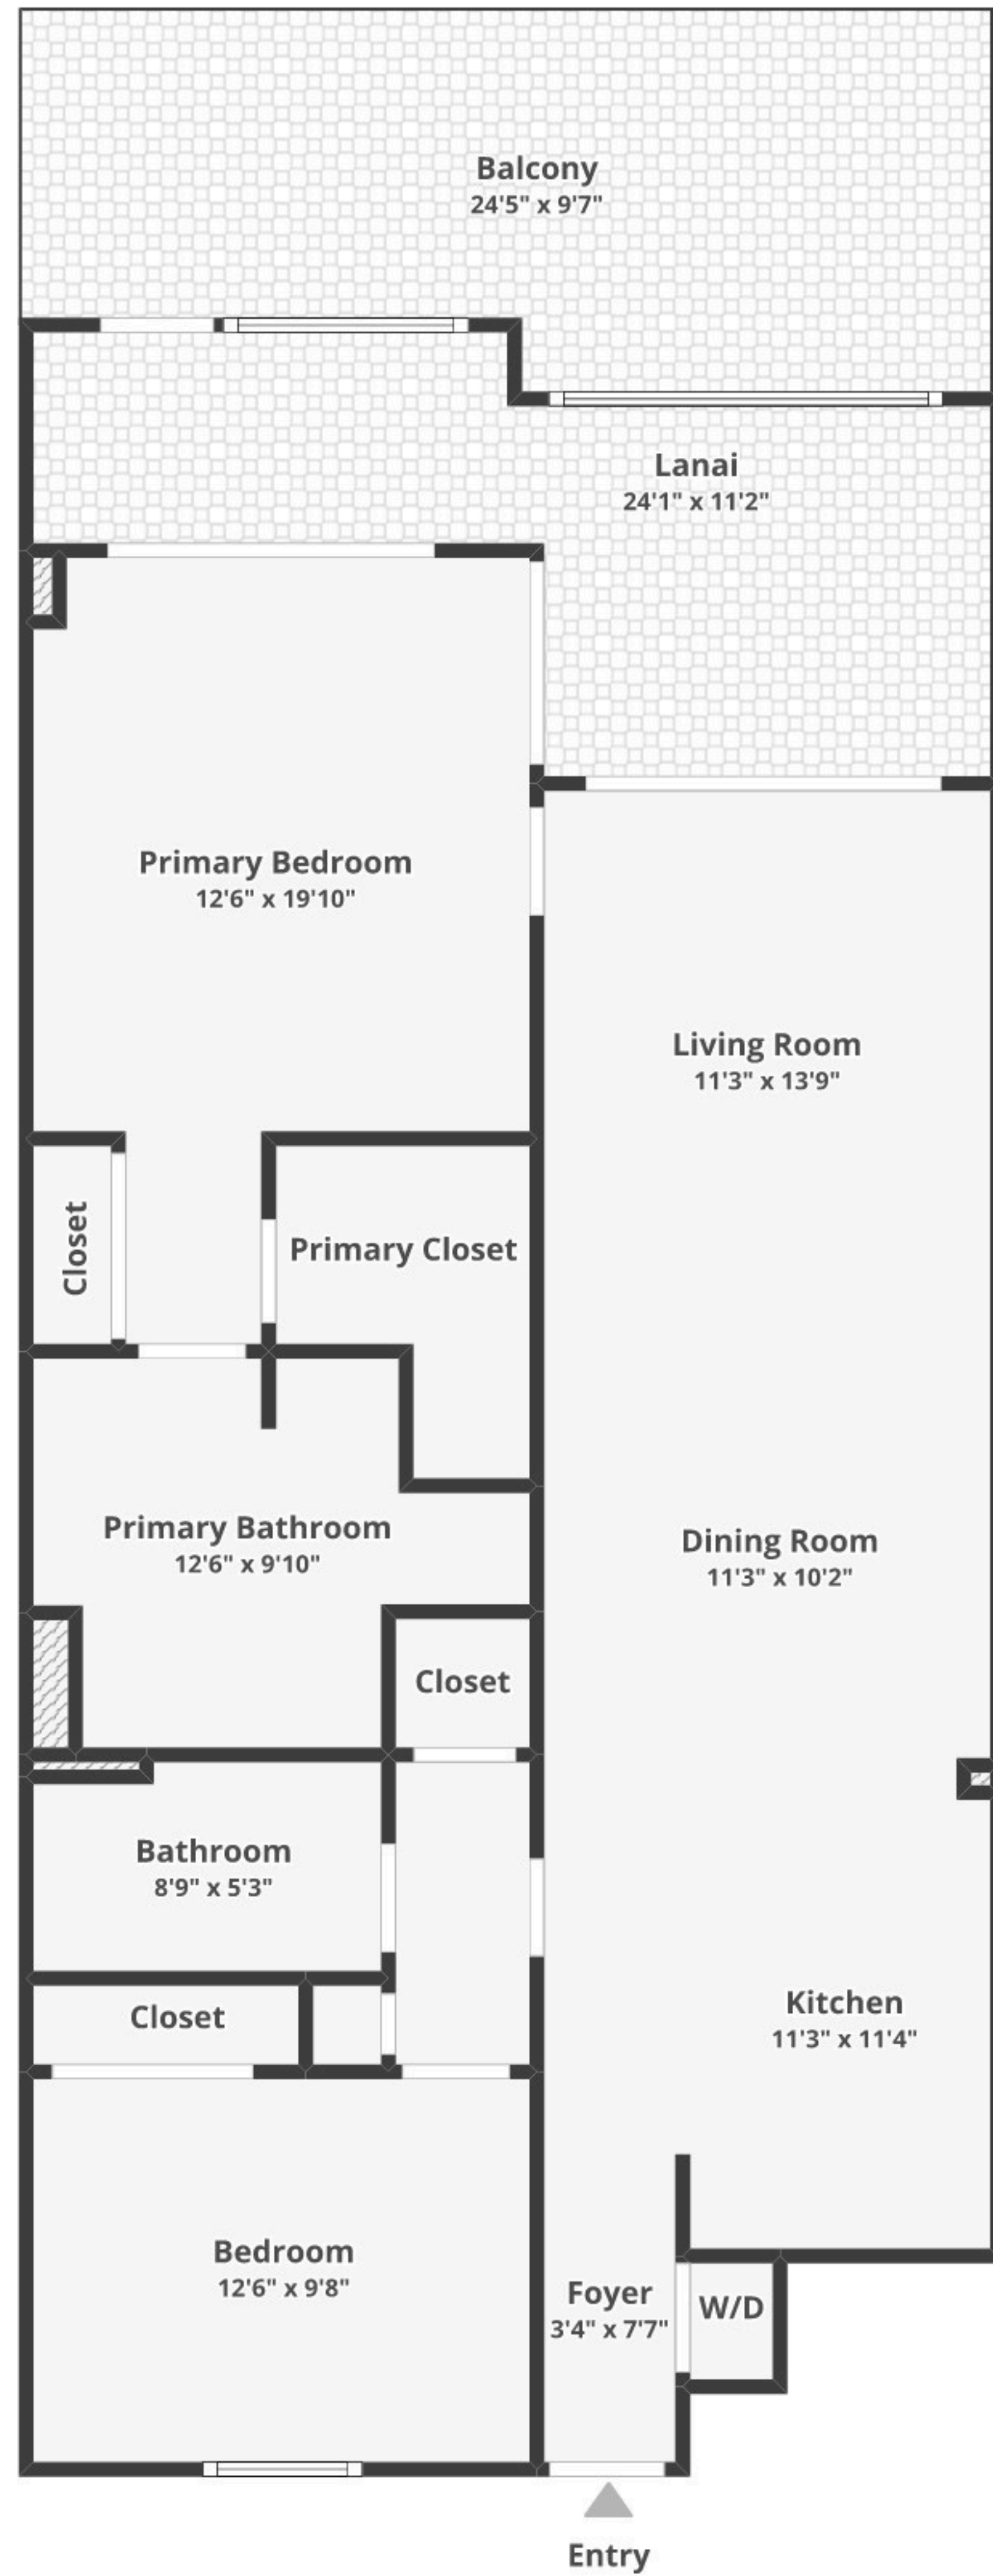 Balcony
24'5" x 9'7"
Lanai
24'1" x 11'2"
Primary Bedroom
12'6" x 19'10"
Living Room
11'3" x 13'9"
Closet
Primary Closet
Primary Bathroom
12'6" x 9'10"
Dining Room
11'3" x 10'2"
Closet
Bathroom
8'9" x 5'3"
Closet
Kitchen
11'3" x 11'4"
Bedroom
12'6" x 9'8"
Foyer
3'4" x 7'7"
W/D
Entry